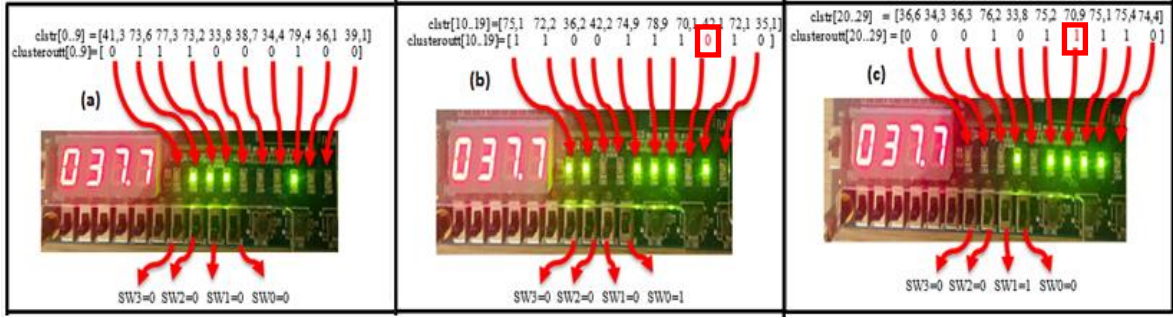 clstr[0..9] =[41,3 73,6 77,3 73,2 33,8 38,7 34,4 79,4 36,1 39,1]
clusteroutt[0..9]=[ 0 1 1 1 0 0 0 1 0 0]
(a)
037.7
SW3=0 SW2=0 SW1=0 SW0=0
clstr[10..19]=[75,1 72,2 36,2 42,2 74,9 78,9 70,1 42,1 72,1 35,1]
clusteroutt[10..19]=[1 1 0 0 1 1 1 0 1 0 ]
(b)
037.7
SW3=0 SW2=0 SW1=0 SW0=1
clstr[20..29] =[36,6 34,3 36,3 76,2 33,8 75,2 70,9 75,1 75,4 74,4]
clusteroutt[20..29]=[0 0 0 1 0 1 1 1 1 0]
(c)
037.7
SW3=0 SW2=0 SW1=1 SW0=0